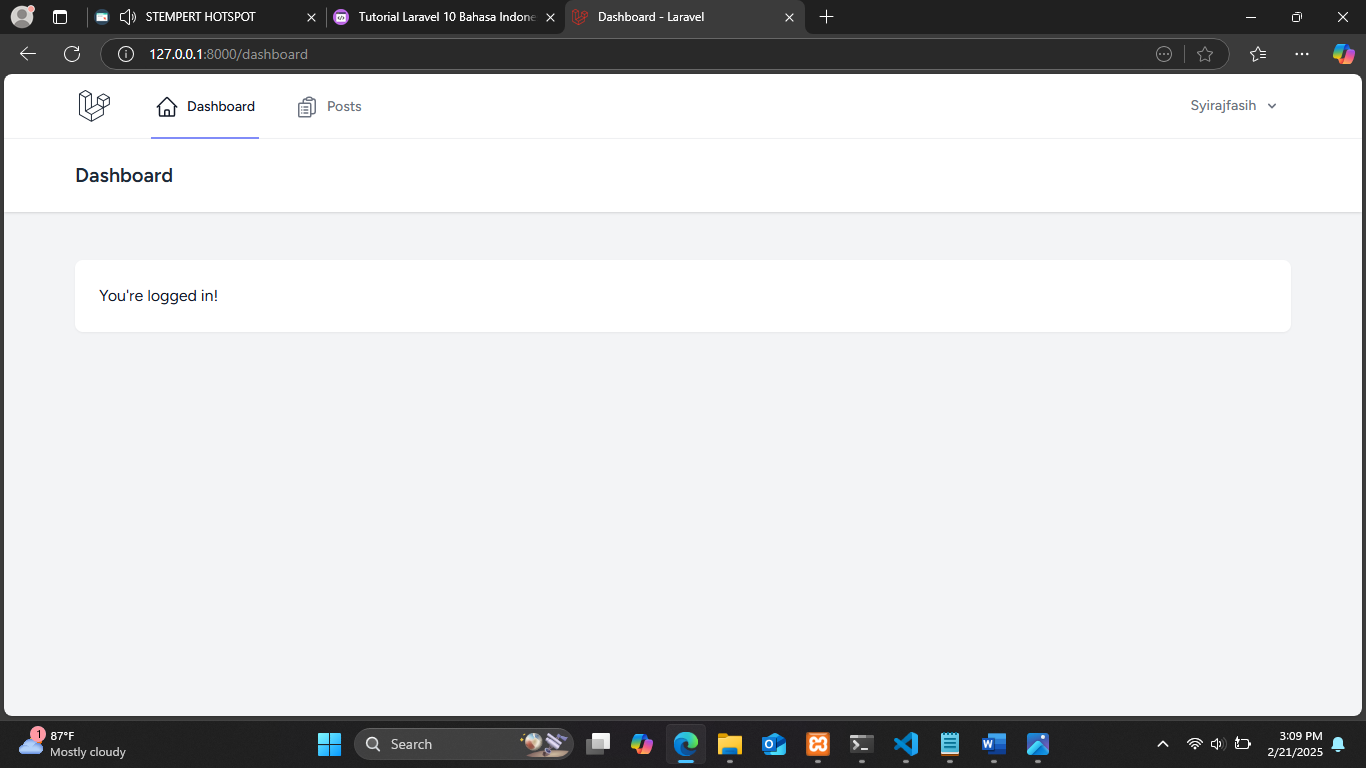 STEMPERT HOTSPOT
Tutorial Laravel 10 Bahasa Indone
Dashboard - Laravel
127.0.0.1:8000/dashboard
Dashboard
Posts
Syirajfasih
Dashboard
You're logged in!
1
87°F
Mostly cloudy
Search
3:09 PM
2/21/2025